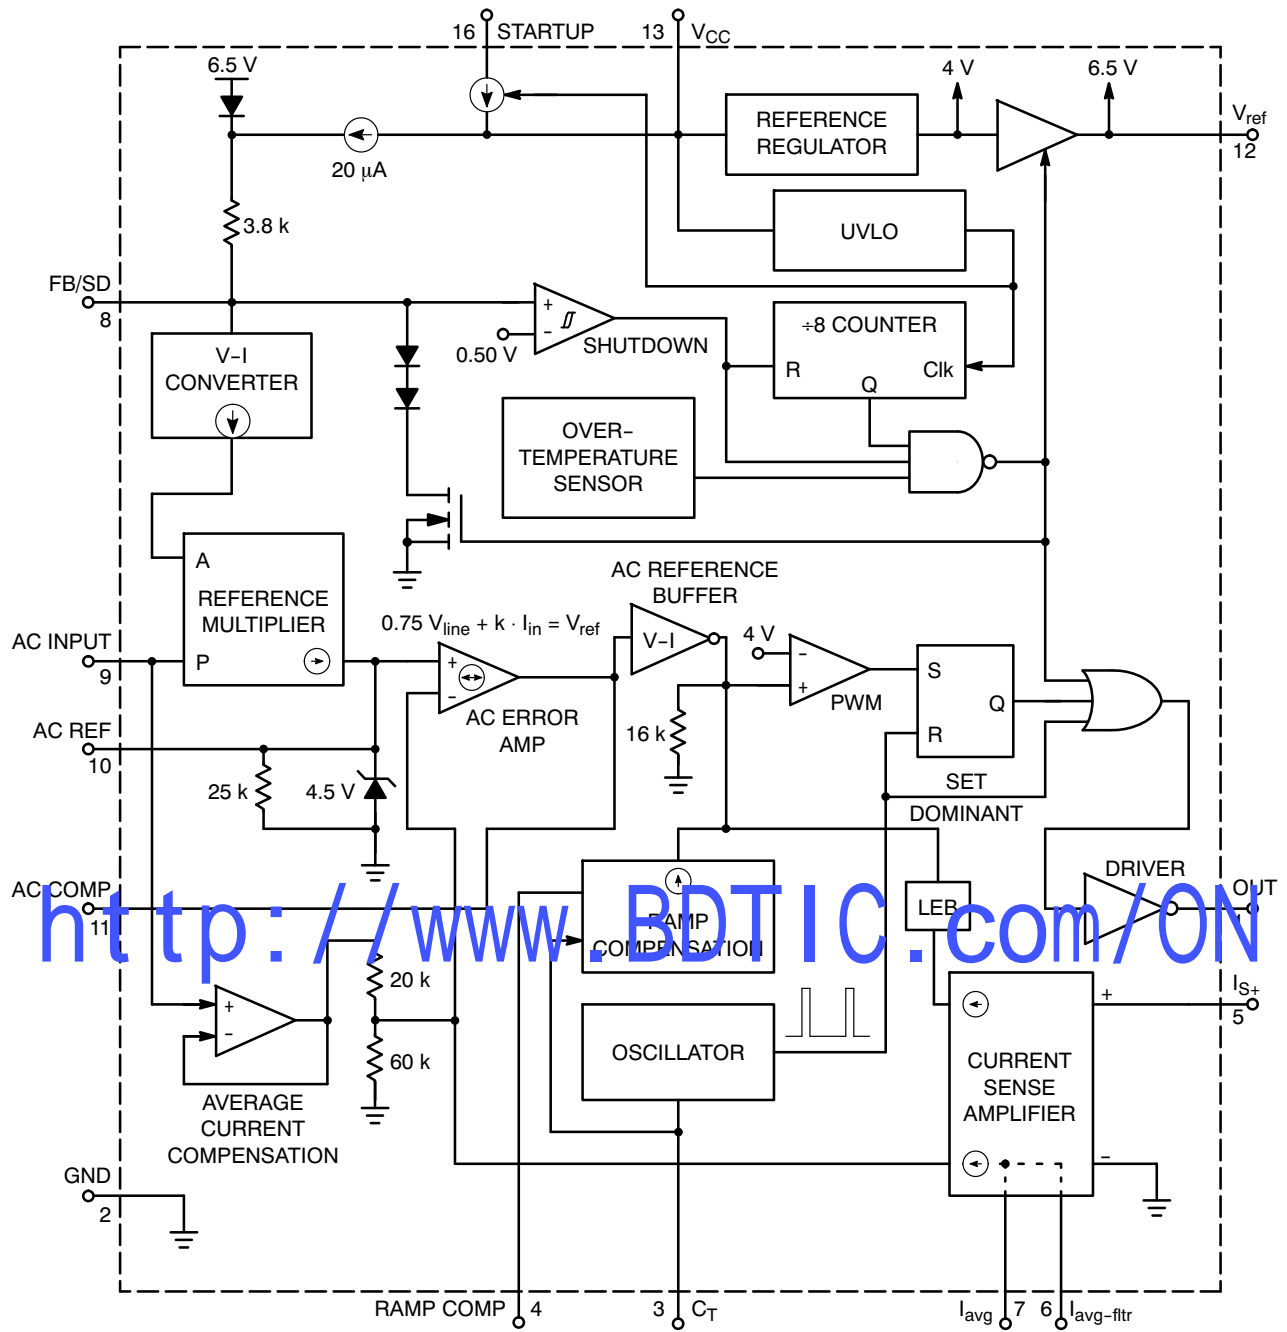 16 STARTUP
13 VCC
6.5 V
4 V
6.5 V
REFERENCE
REGULATOR
Vref
12
20 μA
3.8 k
UVLO
FB/SD
8
+
−
0.50 V
SHUTDOWN
÷8 COUNTER
R
Clk
Q
V−I
CONVERTER
OVER−
TEMPERATURE
SENSOR
A
REFERENCE
MULTIPLIER
P
AC INPUT
9
AC REFERENCE
BUFFER
V−I
0.75 Vline + k · Iin = Vref
+
−
AC ERROR
AMP
4 V
−
+
PWM
S
Q
R
SET
DOMINANT
16 k
AC REF
10
25 k
4.5 V
AC COMP
11
RAMP
COMPENSATION
LEB
DRIVER
OUT
1
http://www.BDTIC.com/ON
20 k
+
−
60 k
AVERAGE
CURRENT
COMPENSATION
OSCILLATOR
+
IS+
5
CURRENT
SENSE
AMPLIFIER
−
GND
2
RAMP COMP 4
3 CT
Iavg 7
6 Iavg−fltr